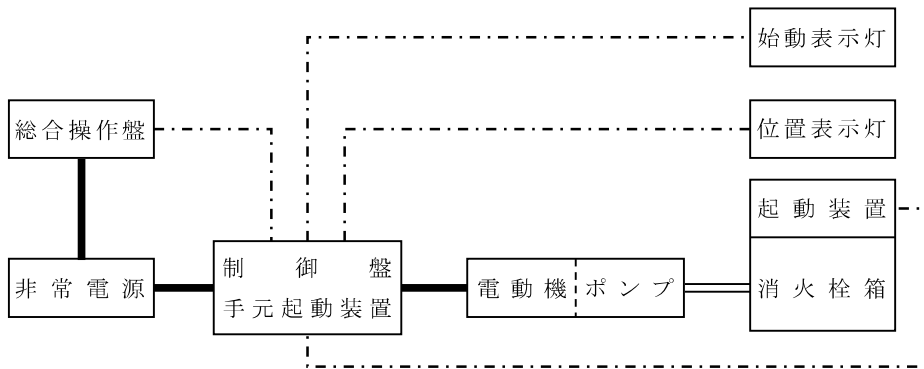 始動表示灯
総合操作盤
位置表示灯
起動装置
非常電源
制御盤
手元起動装置
電動機
ポンプ
消火栓箱